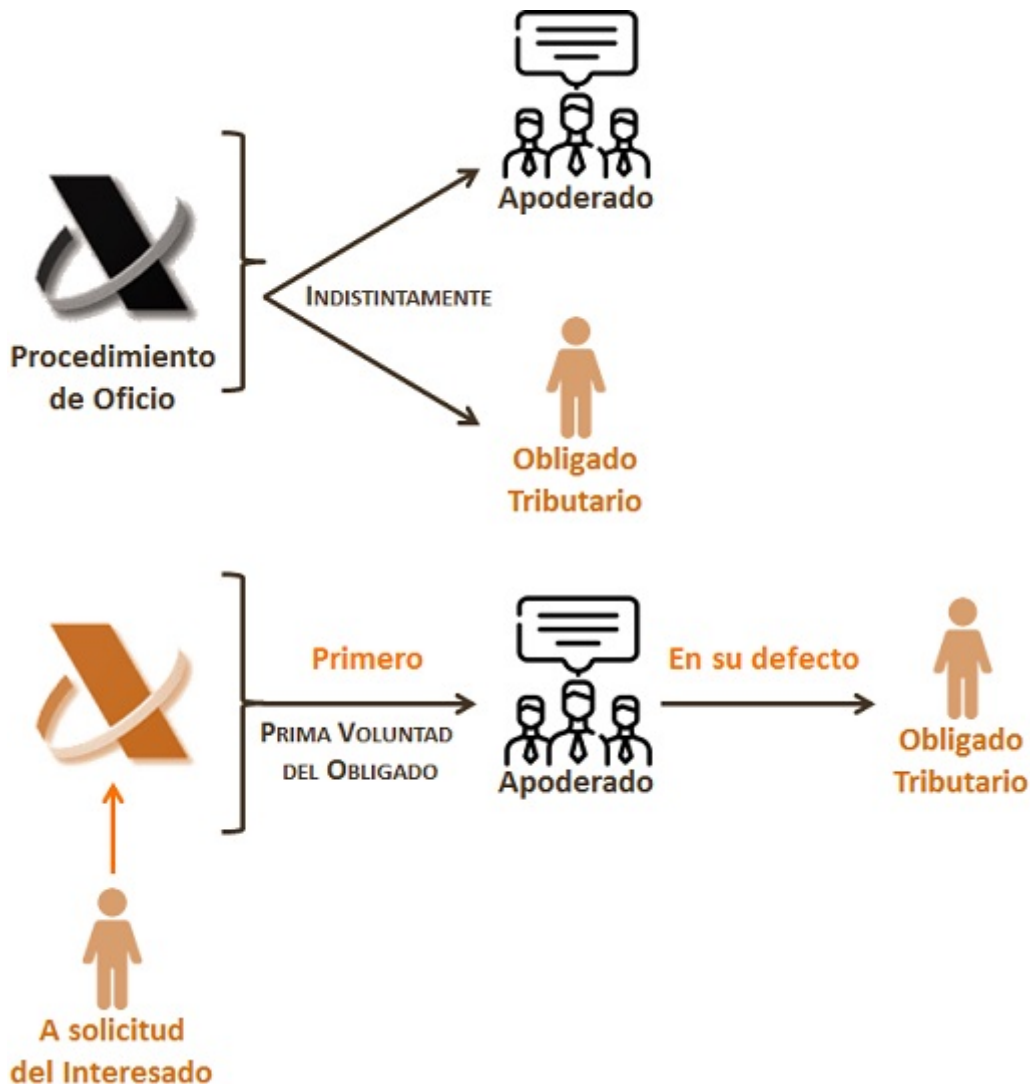 Apoderado
Procedimiento
de Oficio
INDISTINTAMENTE
Obligado
Tributario
Primero
PRIMA VOLUNTAD
DEL OBLIGADO
Apoderado
En su defecto
Obligado
Tributario
A solicitud
del Interesado